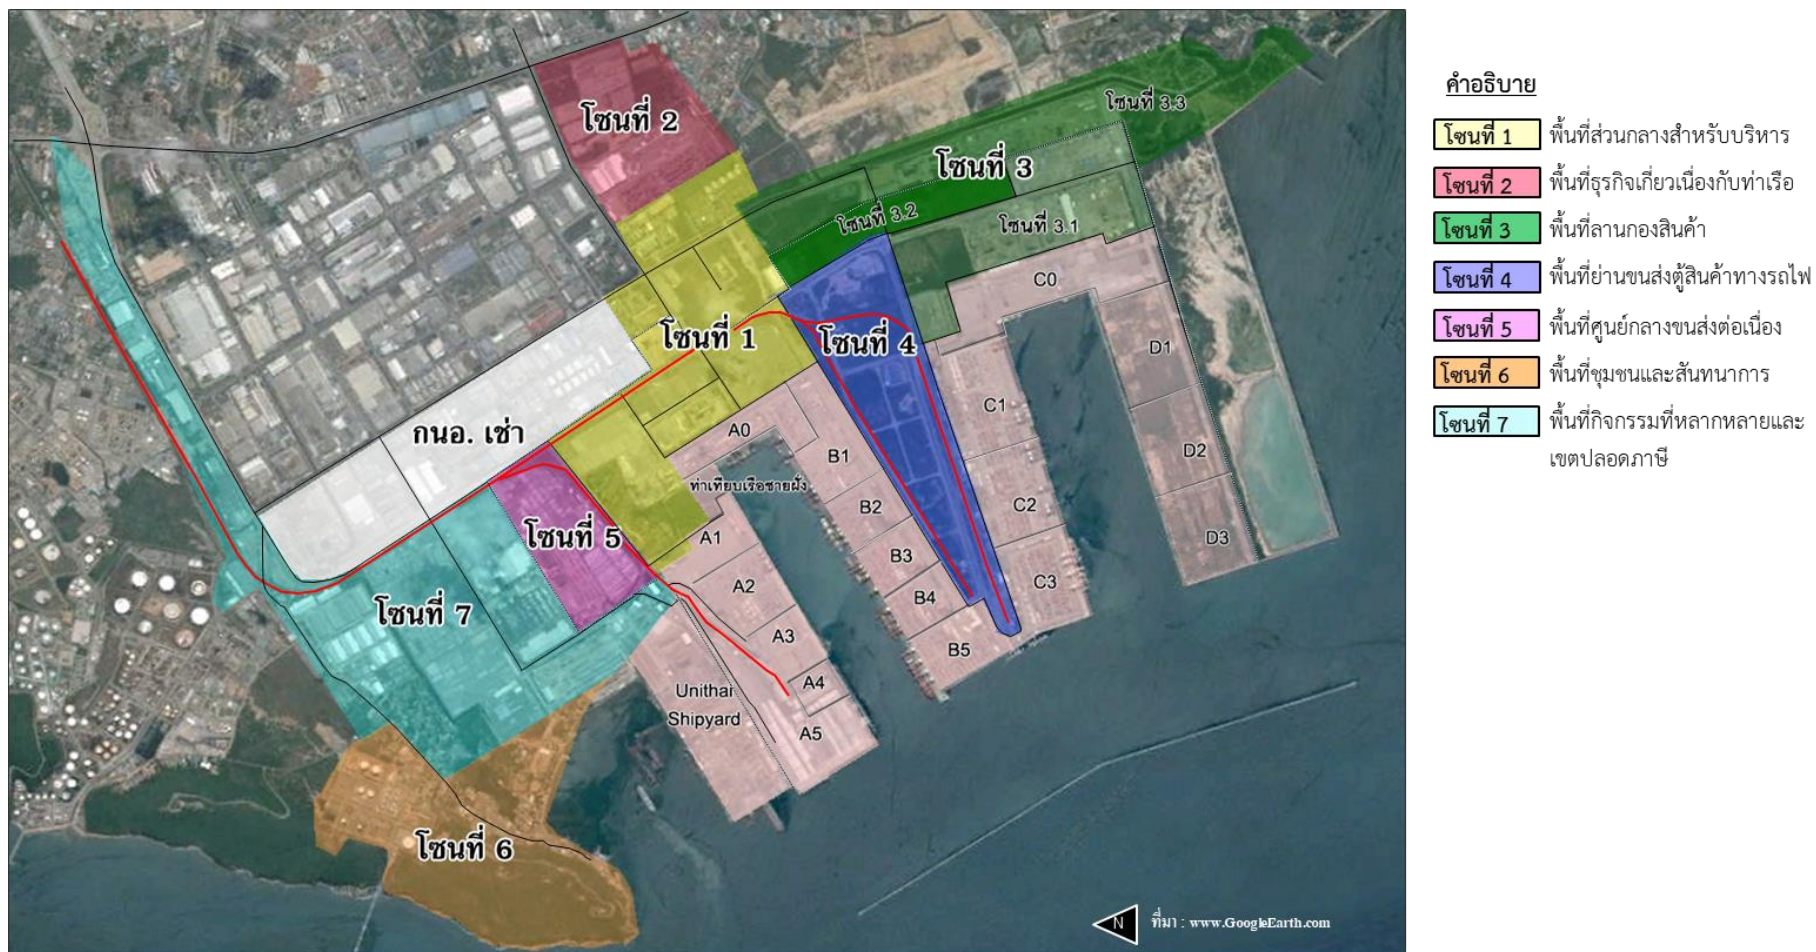 คำอธิบาย
โซนที่ 1 พื้นที่ส่วนกลางสำหรับบริหาร
โซนที่ 2 พื้นที่ธุรกิจเกี่ยวเนื่องกับท่าเรือ
โซนที่ 3 พื้นที่ลานกองสินค้า
โซนที่ 4 พื้นที่ย่านขนส่งตู้สินค้าทางรถไฟ
โซนที่ 5 พื้นที่ศูนย์กลางขนส่งต่อเนื่อง
โซนที่ 6 พื้นที่ชุมชนและสันทนาการ
โซนที่ 7 พื้นที่กิจกรรมที่หลากหลายและ
เขตปลอดภาษี
โซนที่ 2
โซนที่ 3.3
โซนที่ 3
โซนที่ 3.2
โซนที่ 3.1
C0
โซนที่ 1
โซนที่ 4
D1
C1
กนอ. เช่า
A0
B1
D2
ท่าเทียบเรือชายฝั่ง
B2
C2
โซนที่ 5
A1
D3
B3
A2
C3
B4
โซนที่ 7
A3
B5
A4
Unithai
Shipyard
A5
โซนที่ 6
N
ที่มา : www.GoogleEarth.com